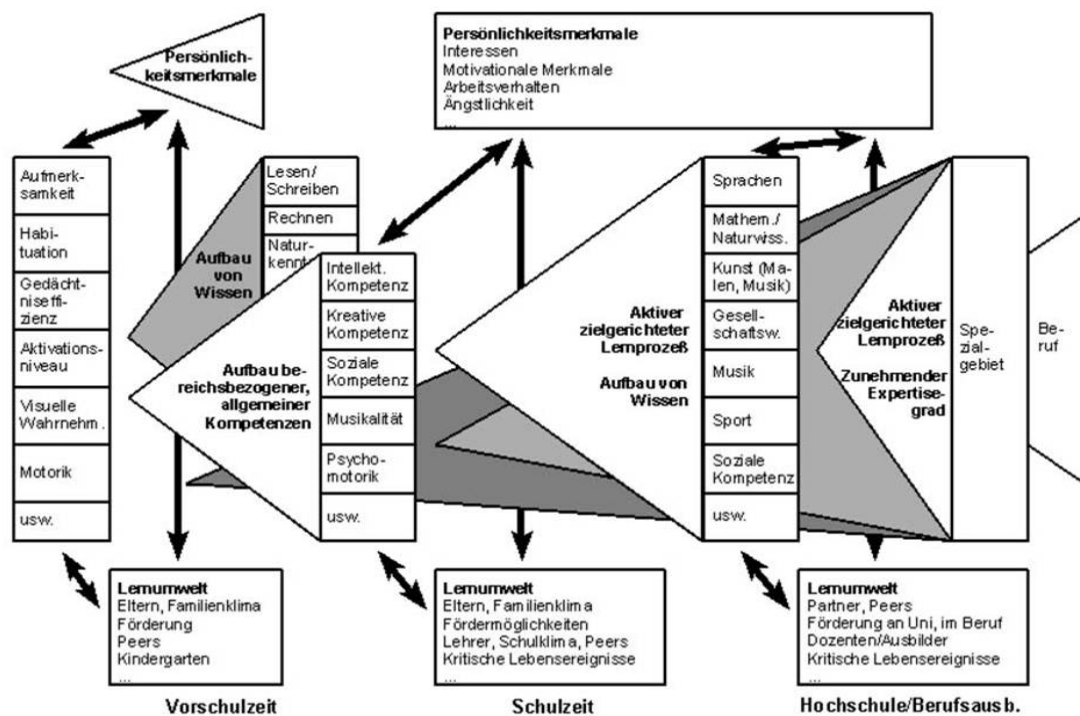 Persönlich-
keitsmerkmale
Persönlichkeitsmerkmale
Interessen
Motivationale Merkmale
Arbeitsverhalten
Ängstlichkeit
...
Aufmerk-
samkeit
Habi-
tuation
Gedächt-
niseffi-
zienz
Aktivations-
niveau
Visuelle
Wahrnehm.
Motorik
usw.
Lesen/
Schreiben
Rechnen
Natur-
kennt
Aufbau
von
Wissen
Aufbau be-
reichsbezogener,
allgemeiner
Kompetenzen
Intellekt.
Kompetenz
Kreative
Kompetenz
Soziale
Kompetenz
Musikalität
Psycho-
motorik
usw.
Aktiver
zielgerichteter
Lernprozeß
Aufbau von
Wissen
Sprachen
Mathem./
Naturwiss.
Kunst (Ma-
len, Musik)
Gesell-
schaftsw.
Musik
Sport
Soziale
Kompetenz
usw.
Aktiver
zielgerichteter
Lernprozeß
Zunehmender
Expertise-
grad
Spe-
zial-
gebiet
Be-
ruf
Lernumwelt
Eltern, Familienklima
Förderung
Peers
Kindergarten
...
Lernumwelt
Eltern, Familienklima
Fördermöglichkeiten
Lehrer, Schulklima, Peers
Kritische Lebensereignisse
...
Lernumwelt
Partner, Peers
Förderung an Uni, im Beruf
Dozenten/Ausbilder
Kritische Lebensereignisse
...
Vorschulzeit
Schulzeit
Hochschule/Berufsausb.